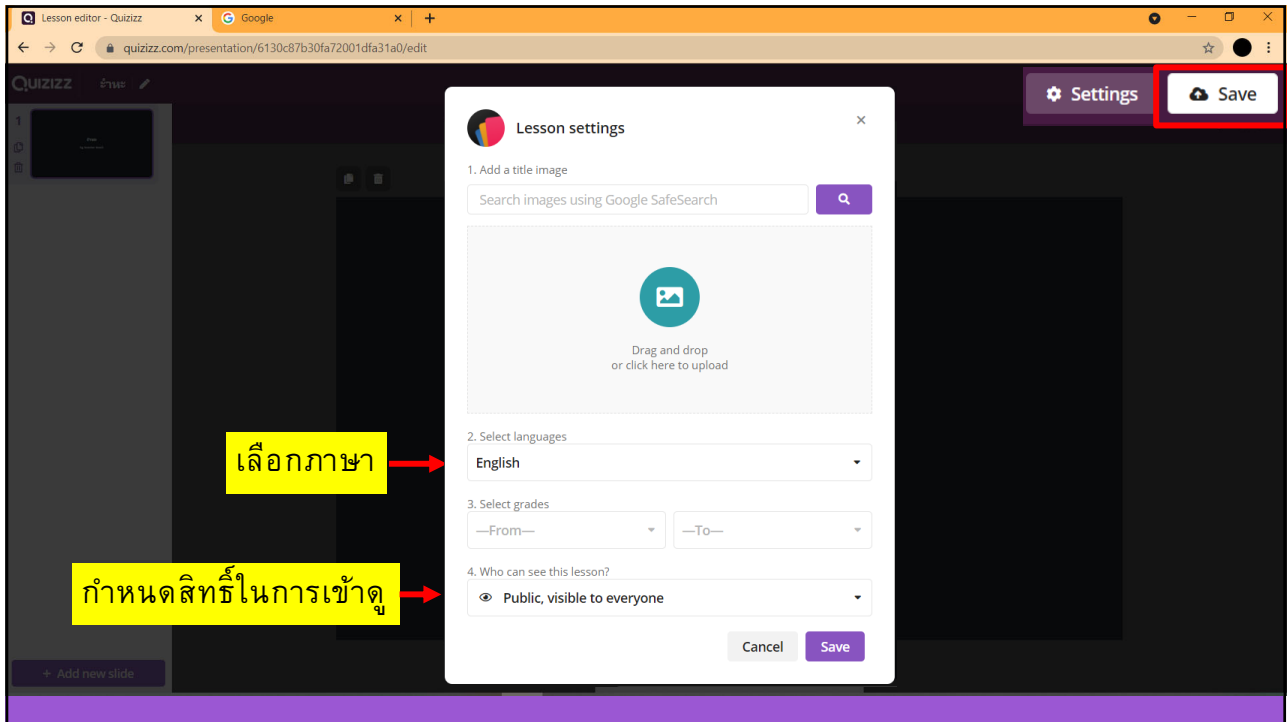 Lesson editor - Quizizz
Google
quizizz.com/presentation/6130c87b30fa72001dfa31a0/edit
QUIZIZZ
Settings
Save
1
Lesson settings
1. Add a title image
Search images using Google SafeSearch
Drag and drop
or click here to upload
2. Select languages
เลือกภาษา
English
3. Select grades
—From—
—To—
4. Who can see this lesson?
กำหนดสิทธิ์ในการเข้าดู
Public, visible to everyone
Cancel
Save
+ Add new slide